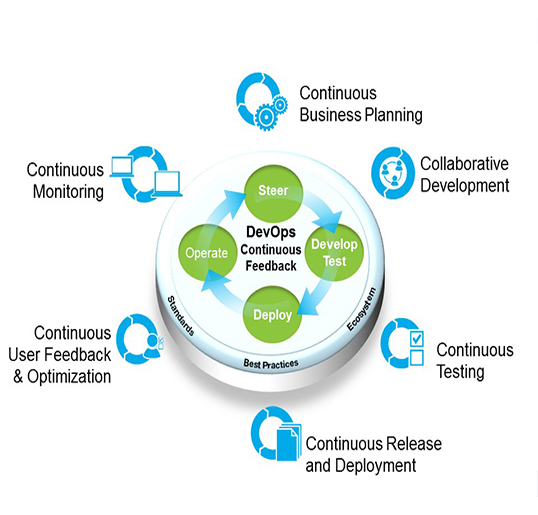 Continuous
Business Planning
Continuous
Monitoring
Collaborative
Development
Steer
DevOps
Continuous
Feedback
Operate
Develop
Test
Deploy
Standards
Best Practices
Ecosystem
Continuous
User Feedback
& Optimization
Continuous
Testing
Continuous Release
and Deployment